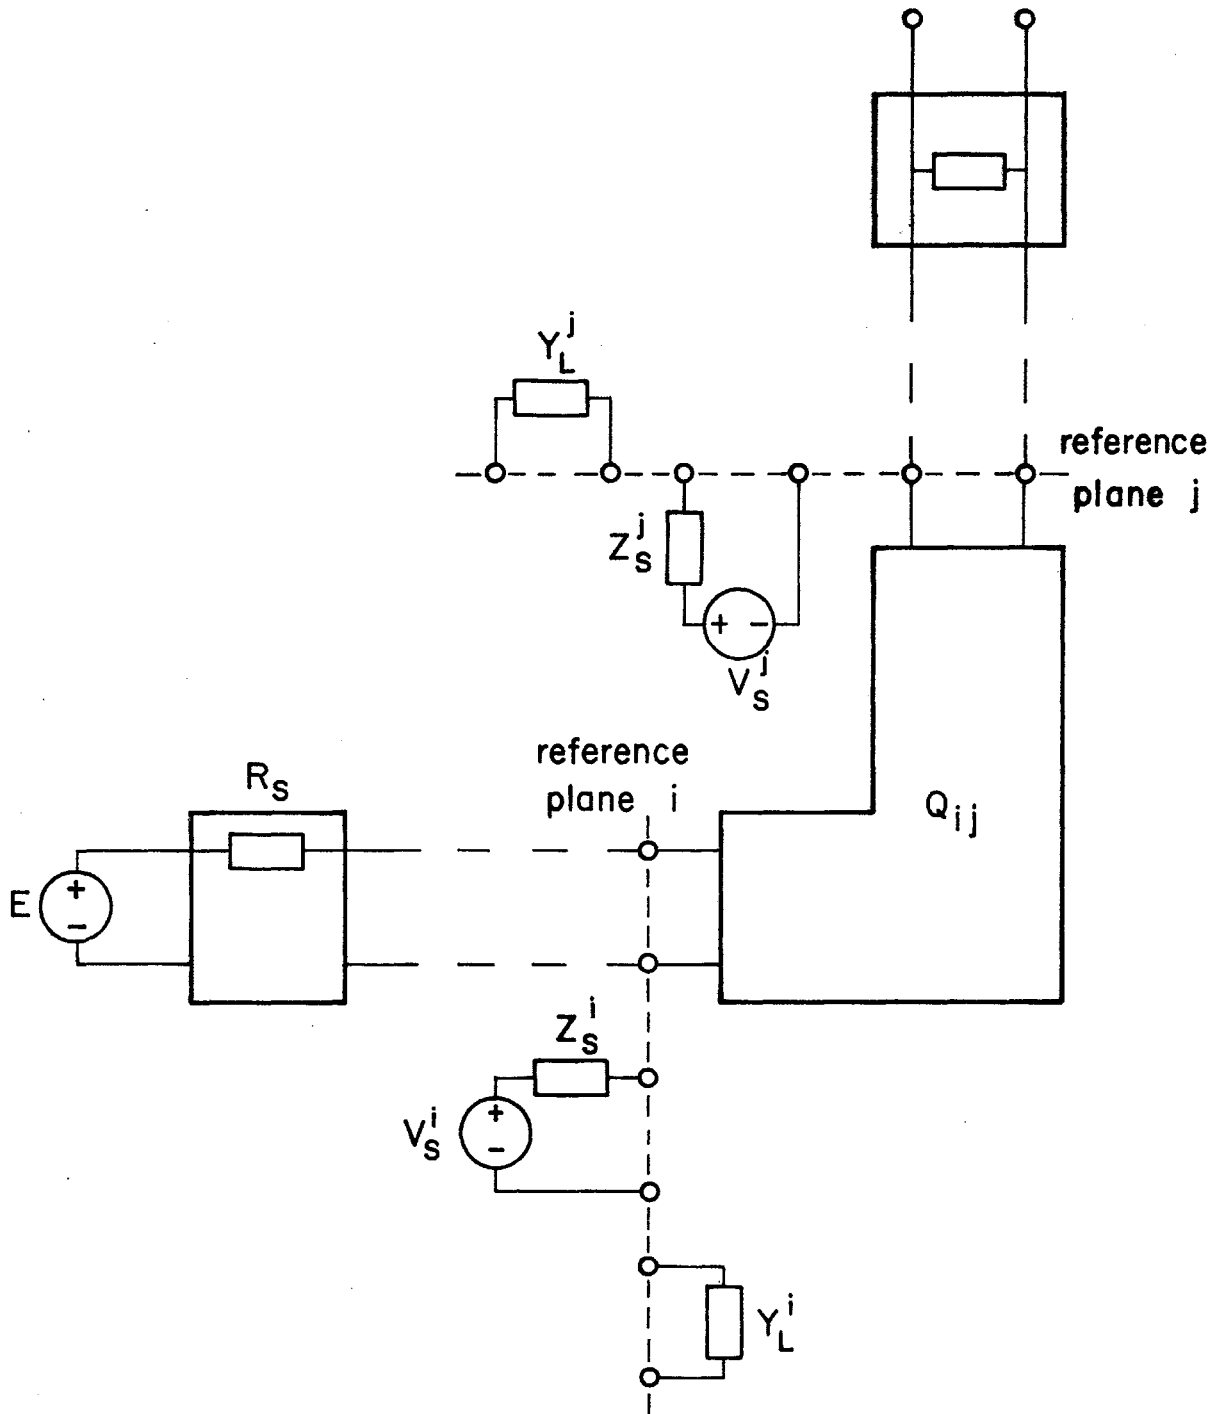 Y_L^j
reference
plane j
Z_S^j
+ −
V_S^j
reference
plane i
R_S
Q_ij
E
+
−
Z_S^i
V_S^i
+
−
Y_L^i